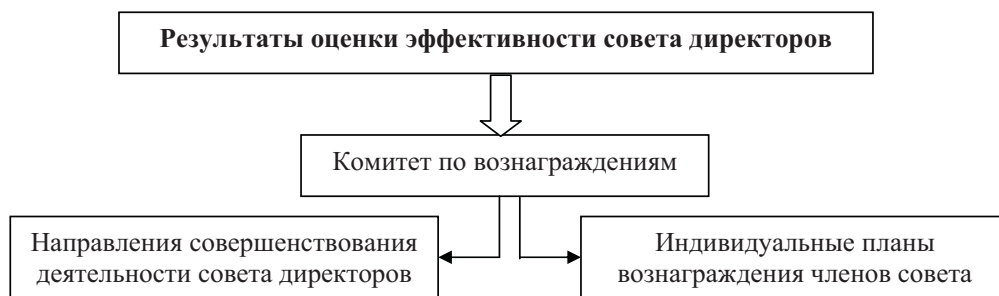 Результаты оценки эффективности совета директоров
Комитет по вознаграждениям
Направления совершенствования
деятельности совета директоров
Индивидуальные планы
вознаграждения членов совета